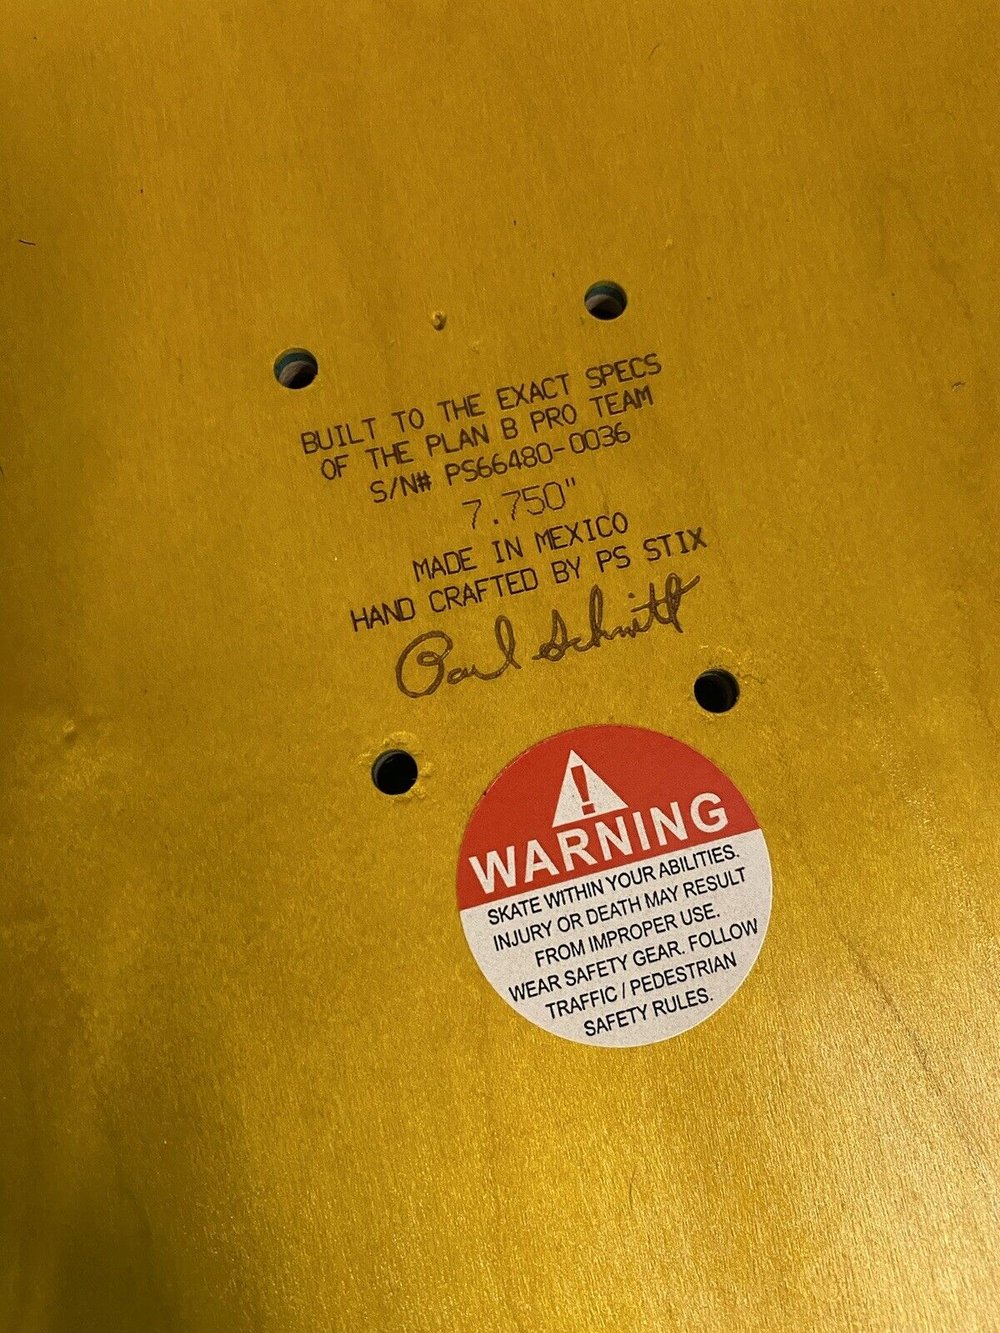 BUILT TO THE EXACT SPECS
OF THE PLAN B PRO TEAM
S/N# PS66480-0036
7.750"
MADE IN MEXICO
HAND CRAFTED BY PS STIX
Paul Schmitt
!
WARNING
SKATE WITHIN YOUR ABILITIES.
INJURY OR DEATH MAY RESULT
FROM IMPROPER USE.
WEAR SAFETY GEAR. FOLLOW
TRAFFIC / PEDESTRIAN
SAFETY RULES.